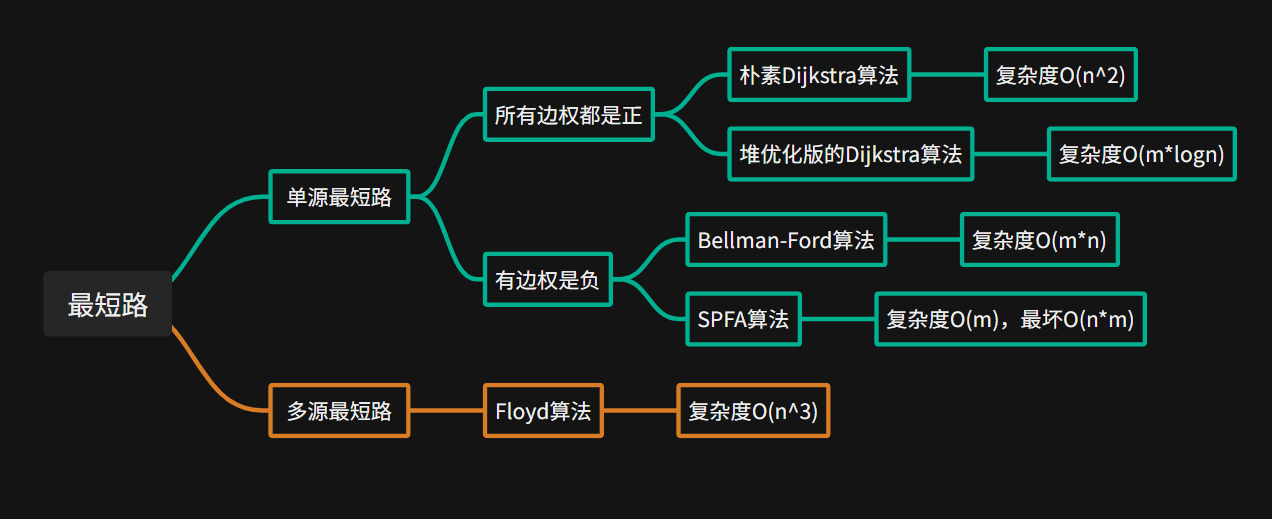 最短路
单源最短路
所有边权都是正
朴素Dijkstra算法
复杂度O(n^2)
堆优化版的Dijkstra算法
复杂度O(m*logn)
有边权是负
Bellman-Ford算法
复杂度O(m*n)
SPFA算法
复杂度O(m)，最坏O(n*m)
多源最短路
Floyd算法
复杂度O(n^3)